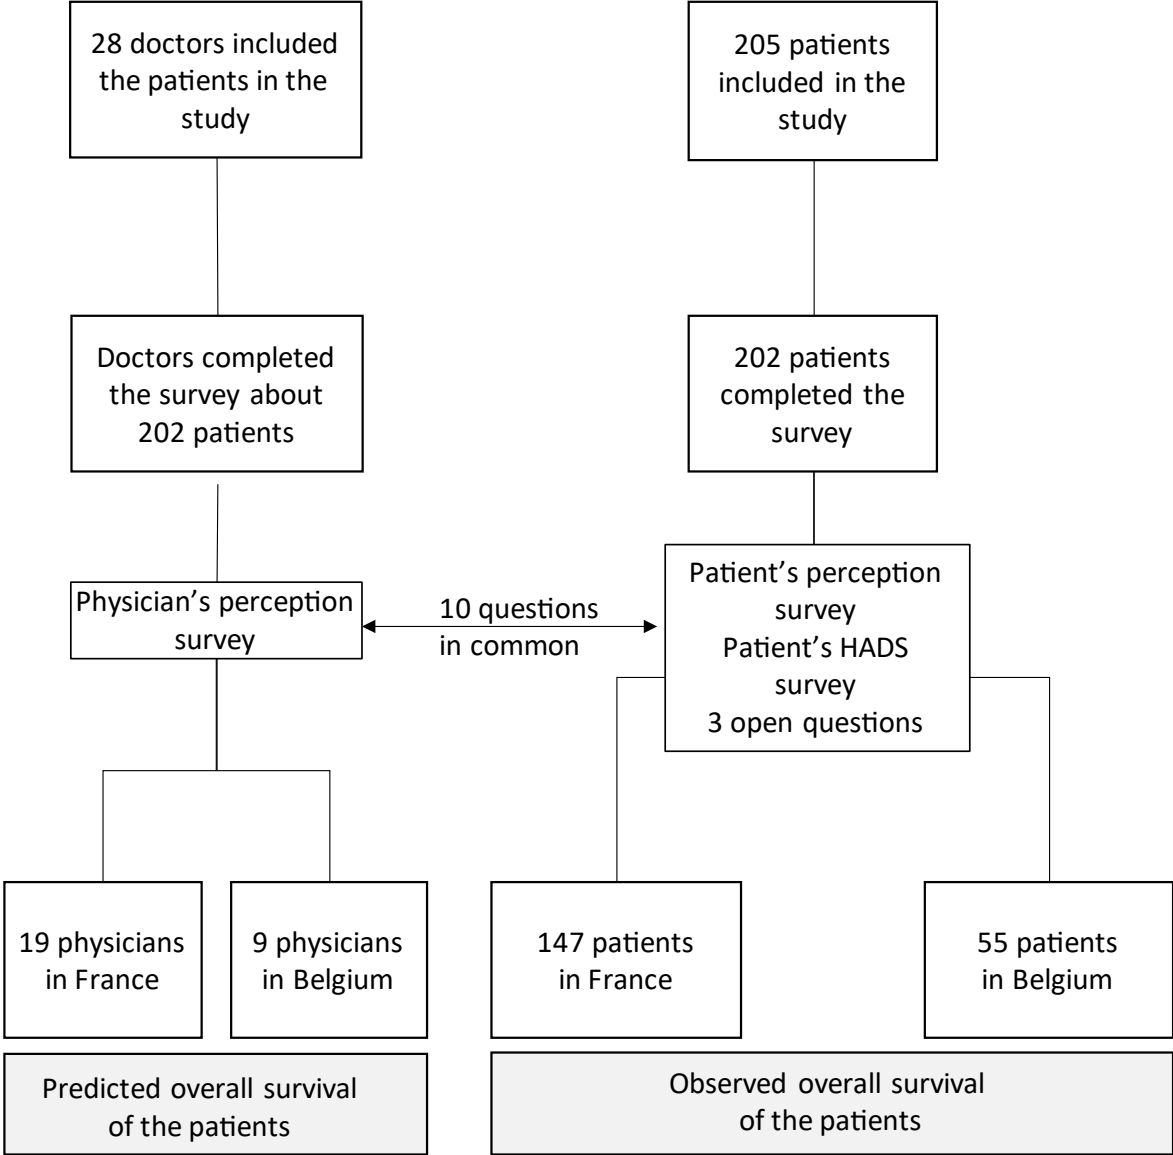 28 doctors included
the patients in the
study
205 patients
included in the
study
Doctors completed
the survey about
202 patients
202 patients
completed the
survey
Physician's perception
survey
10 questions
in common
Patient's perception
survey
Patient's HADS
survey
3 open questions
19 physicians
in France
9 physicians
in Belgium
147 patients
in France
55 patients
in Belgium
Predicted overall survival
of the patients
Observed overall survival
of the patients